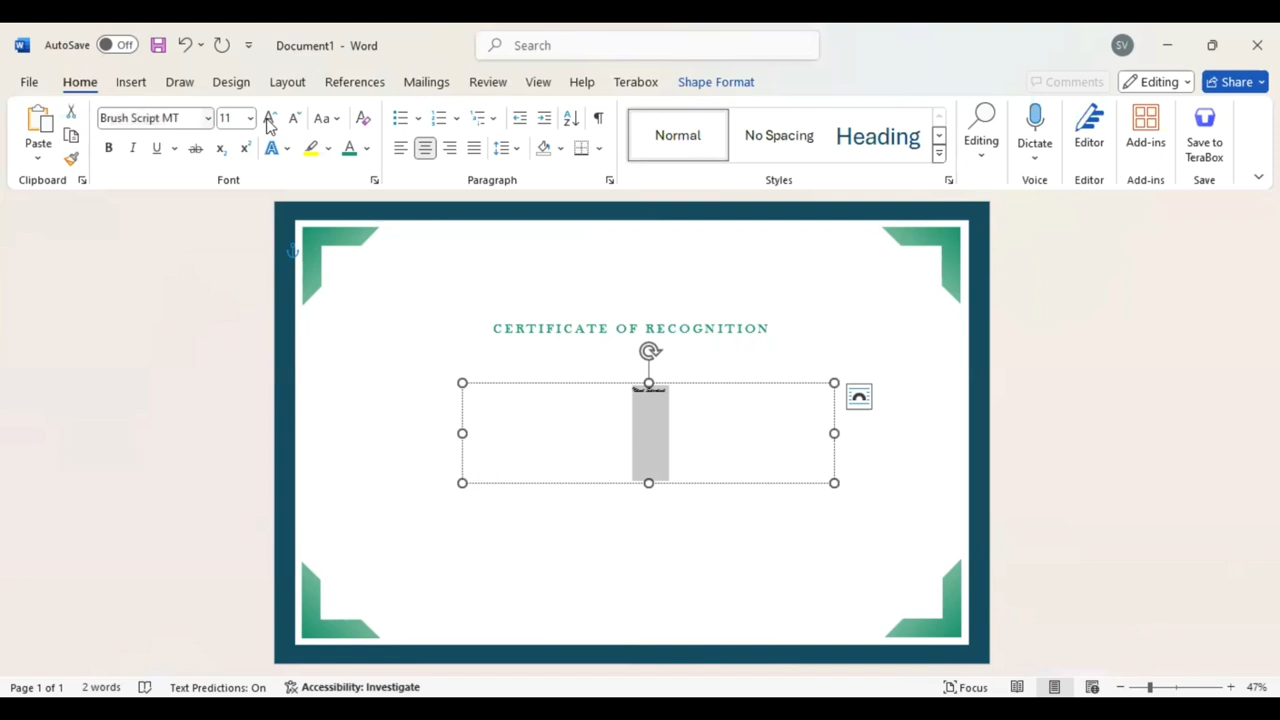 AutoSave Off Document1 - Word Search SV
File Home Insert Draw Design Layout References Mailings Review View Help Terabox Shape Format Comments Editing Share
Brush Script MT 11 Aa
Normal No Spacing Heading
Paste Editing Dictate Editor Add-ins Save to TeraBox
Clipboard Font Paragraph Styles Voice Editor Add-ins Save
CERTIFICATE OF RECOGNITION
Page 1 of 1 2 words Text Predictions: On Accessibility: Investigate Focus 47%